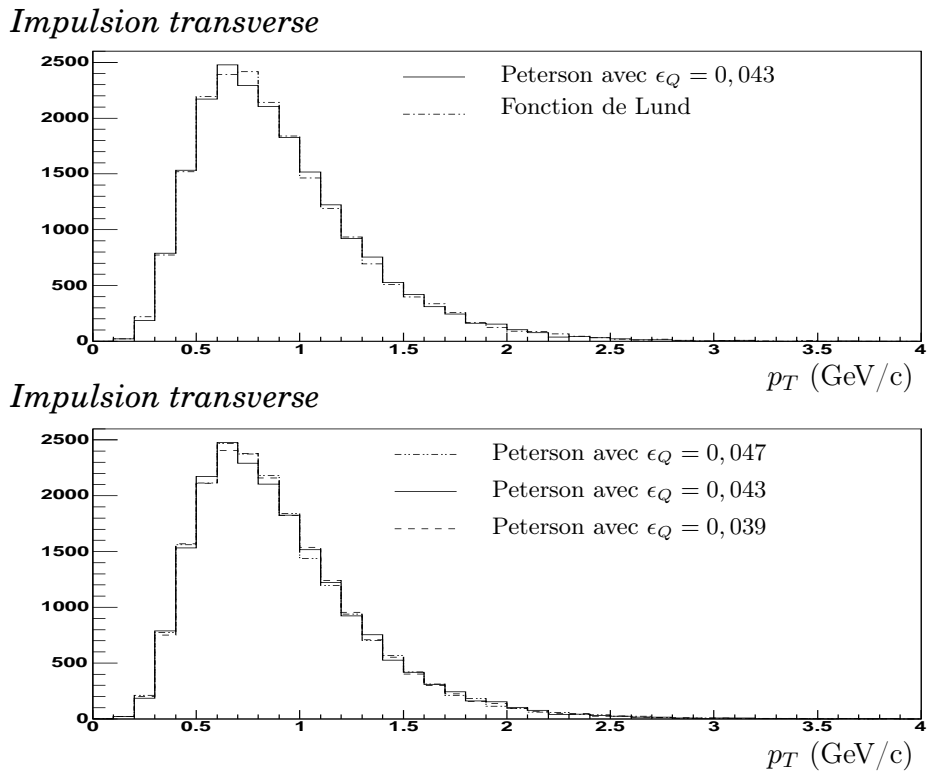 Impulsion transverse
2500
2000
1500
1000
500
0
Peterson avec ϵ_Q = 0,043
Fonction de Lund
0 0.5 1 1.5 2 2.5 3 3.5 4
p_T (GeV/c)
Impulsion transverse
2500
2000
1500
1000
500
0
Peterson avec ϵ_Q = 0,047
Peterson avec ϵ_Q = 0,043
Peterson avec ϵ_Q = 0,039
0 0.5 1 1.5 2 2.5 3 3.5 4
p_T (GeV/c)